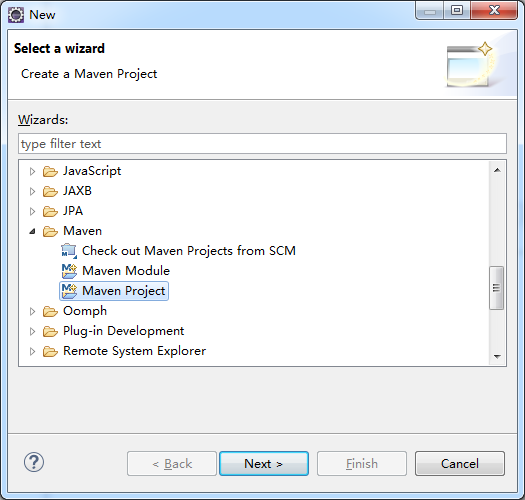 New
Select a wizard
Create a Maven Project
Wizards:
type filter text
JavaScript
JAXB
JPA
Maven
Check out Maven Projects from SCM
Maven Module
Maven Project
Oomph
Plug-in Development
Remote System Explorer
?
< Back
Next >
Finish
Cancel